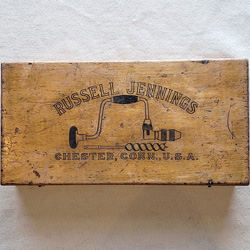 RUSSELL JENNINGS
CHESTER, CONN., U.S.A.